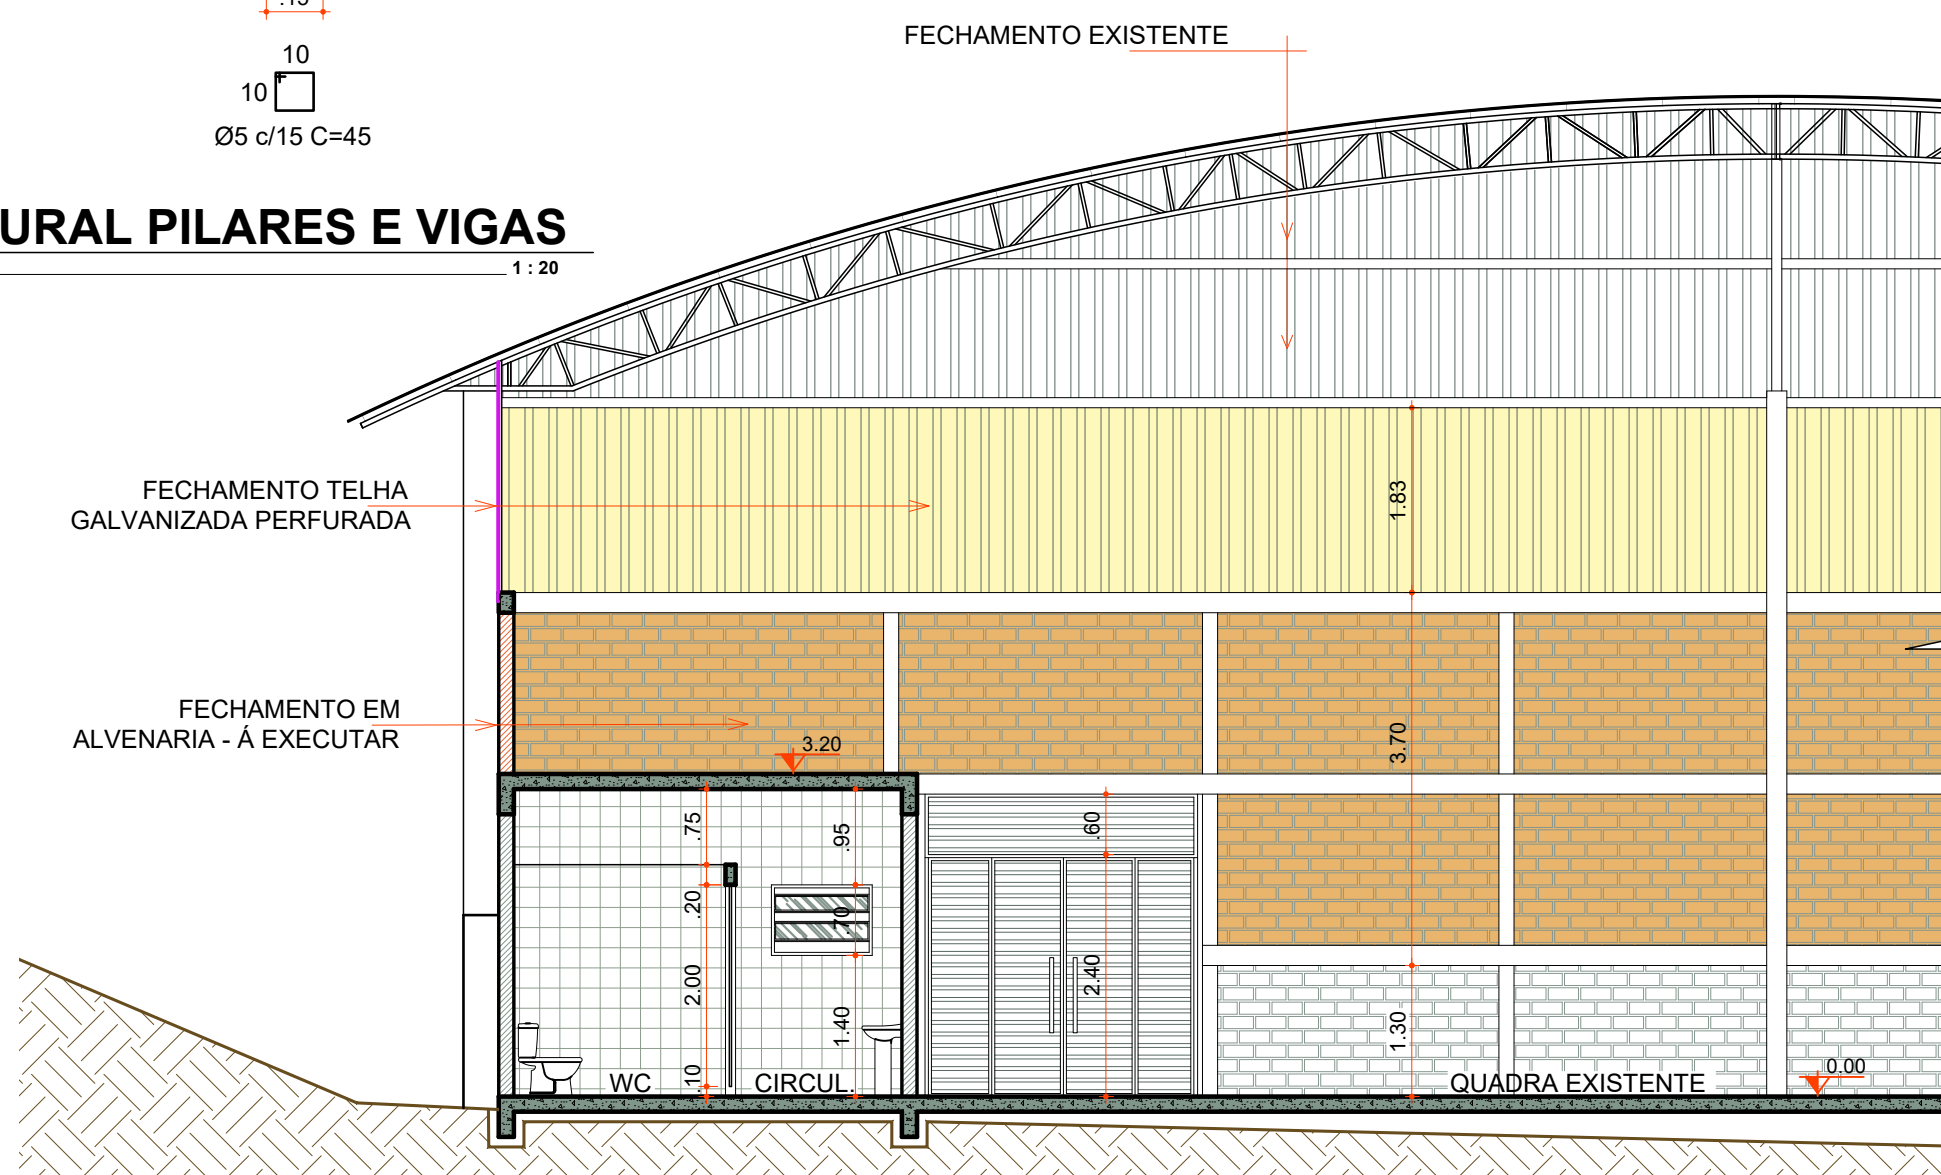 .15
10
10
Ø5 c/15 C=45
URAL PILARES E VIGAS
1 : 20
FECHAMENTO EXISTENTE
FECHAMENTO TELHA
GALVANIZADA PERFURADA
1.83
FECHAMENTO EM
ALVENARIA - Á EXECUTAR
3.20
3.70
.75
.95
.60
.20
.70
2.00
2.40
1.40
1.30
.10
WC
CIRCUL.
QUADRA EXISTENTE
0.00